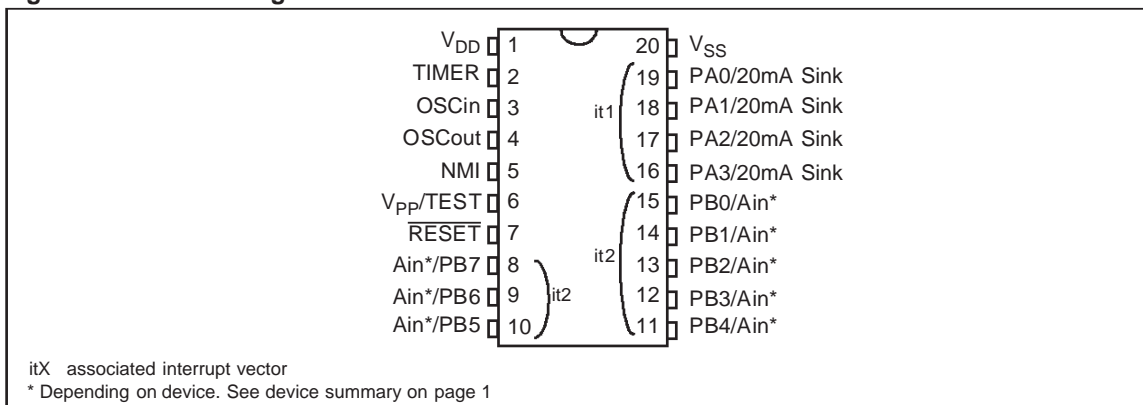 V_DD 1 20 V_SS
TIMER 2 19 PA0/20mA Sink
OSCin 3 it1 18 PA1/20mA Sink
OSCout 4 17 PA2/20mA Sink
NMI 5 16 PA3/20mA Sink
V_PP/TEST 6 15 PB0/Ain*
RESET 7 14 PB1/Ain*
Ain*/PB7 8 it2 13 PB2/Ain*
Ain*/PB6 9 it2 12 PB3/Ain*
Ain*/PB5 10 11 PB4/Ain*
itX associated interrupt vector
* Depending on device. See device summary on page 1